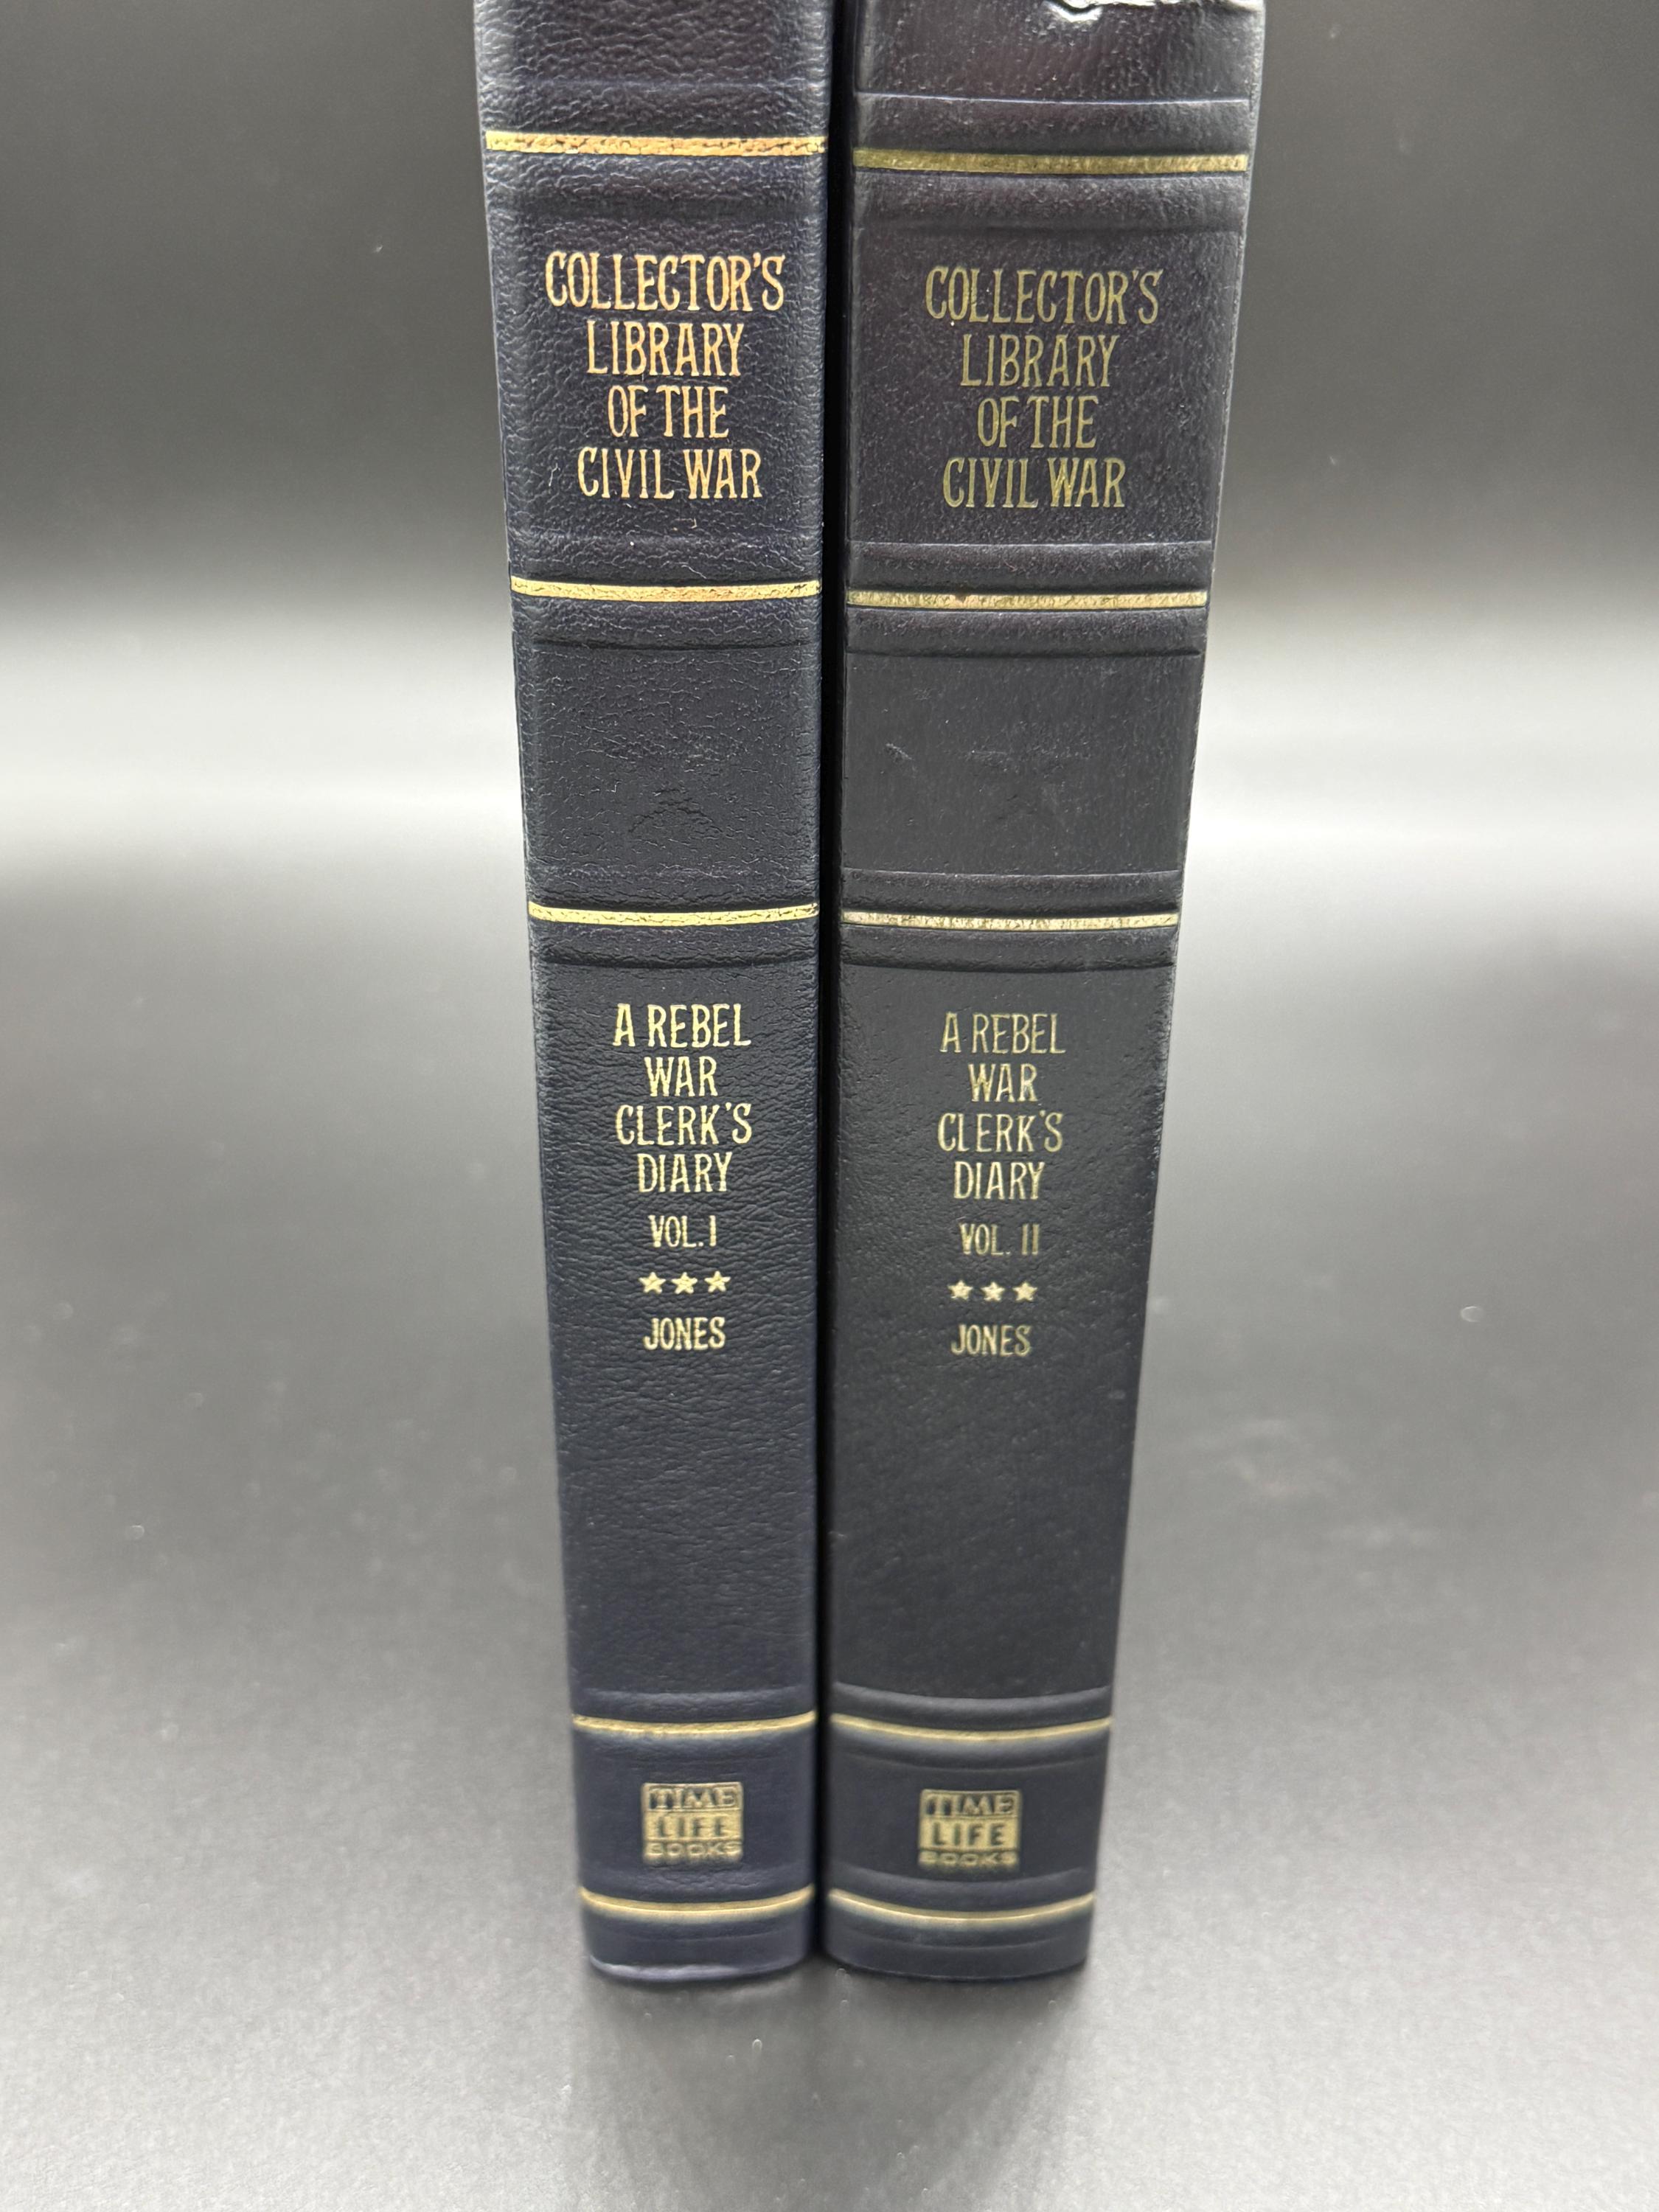 COLLECTOR'S
LIBRARY
OF THE
CIVIL WAR
A REBEL
WAR
CLERK'S
DIARY
VOL. I
★★★
JONES
TIME
LIFE
BOOKS
COLLECTOR'S
LIBRARY
OF THE
CIVIL WAR
A REBEL
WAR
CLERK'S
DIARY
VOL. II
★★★
JONES
TIME
LIFE
BOOKS